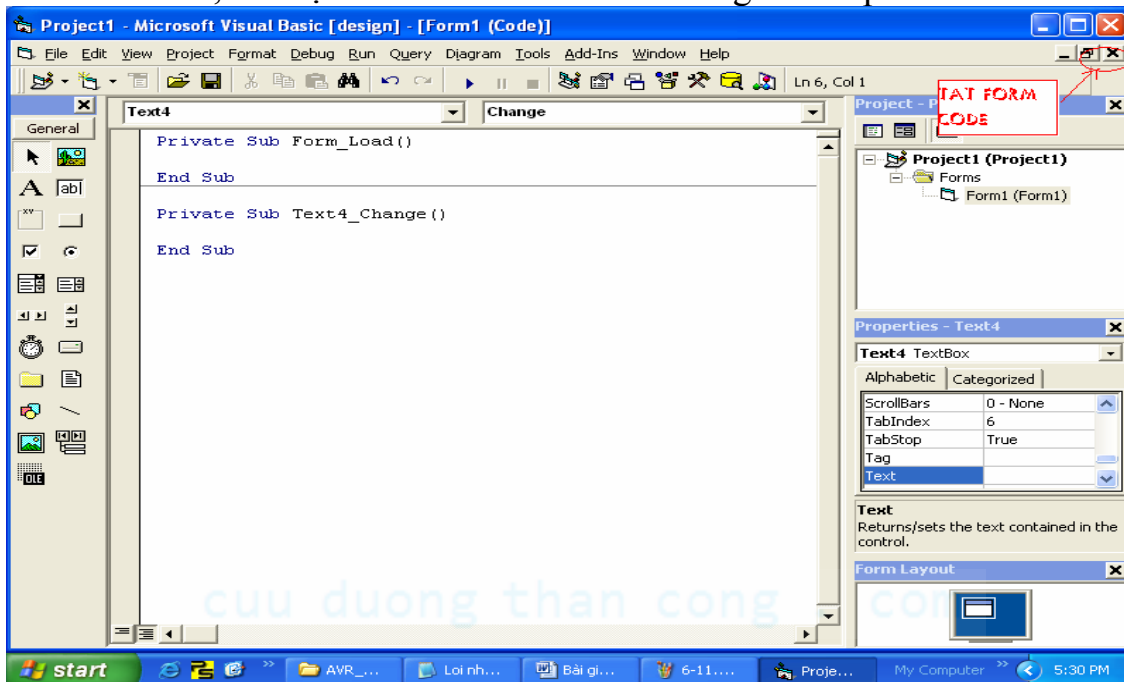 Project1 - Microsoft Visual Basic [design] - [Form1 (Code)]
File Edit View Project Format Debug Run Query Diagram Tools Add-Ins Window Help
Ln 6, Col 1
TAT FORM
CODE
General
Text4
Change
Private Sub Form_Load()
End Sub
Private Sub Text4_Change()
End Sub
Project - P
Project1 (Project1)
Forms
Form1 (Form1)
Properties - Text4
Text4 TextBox
Alphabetic Categorized
ScrollBars 0 - None
TabIndex 6
TabStop True
Tag
Text
Text
Returns/sets the text contained in the
control.
Form Layout
cuu duong than cong . com
start AVR_... Loi nh... Bài gi... 6-11.... Proje... My Computer 5:30 PM